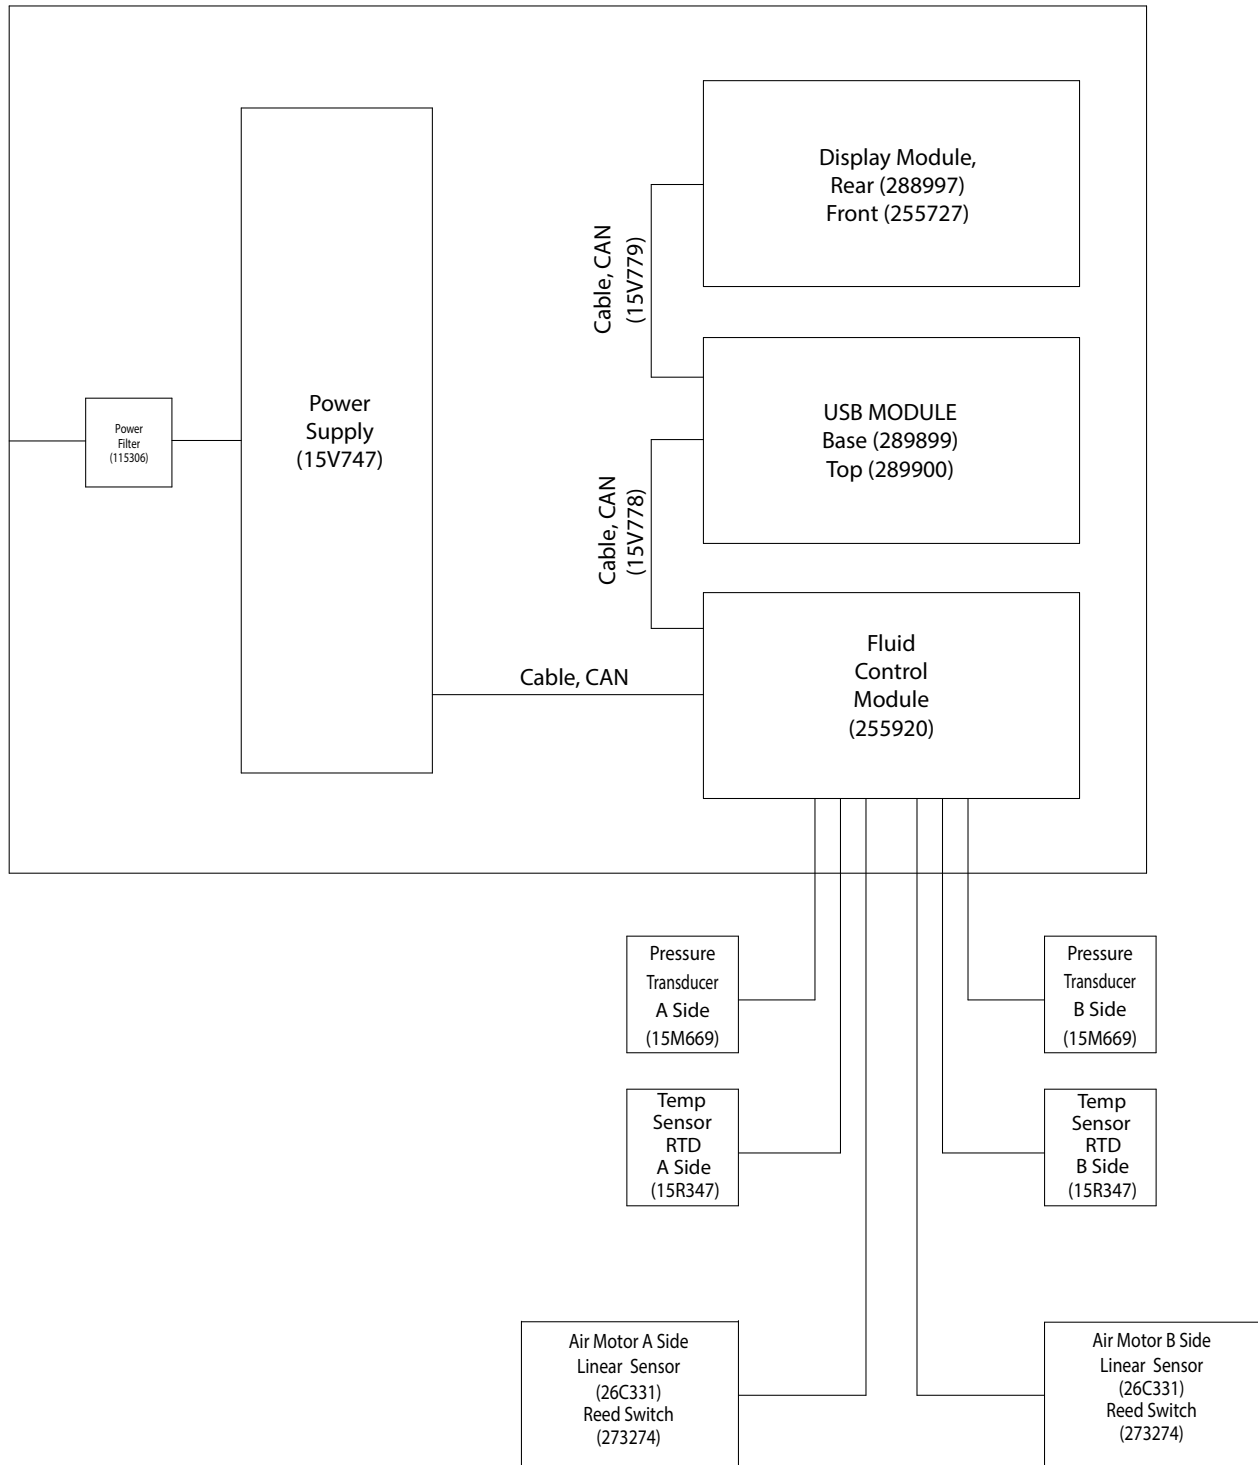 Display Module,
Rear (288997)
Front (255727)
Cable, CAN
(15V779)
Power
Filter
(115306)
Power
Supply
(15V747)
USB MODULE
Base (289899)
Top (289900)
Cable, CAN
(15V778)
Fluid
Control
Module
(255920)
Cable, CAN
Pressure
Transducer
A Side
(15M669)
Pressure
Transducer
B Side
(15M669)
Temp
Sensor
RTD
A Side
(15R347)
Temp
Sensor
RTD
B Side
(15R347)
Air Motor A Side
Linear Sensor
(26C331)
Reed Switch
(273274)
Air Motor B Side
Linear Sensor
(26C331)
Reed Switch
(273274)